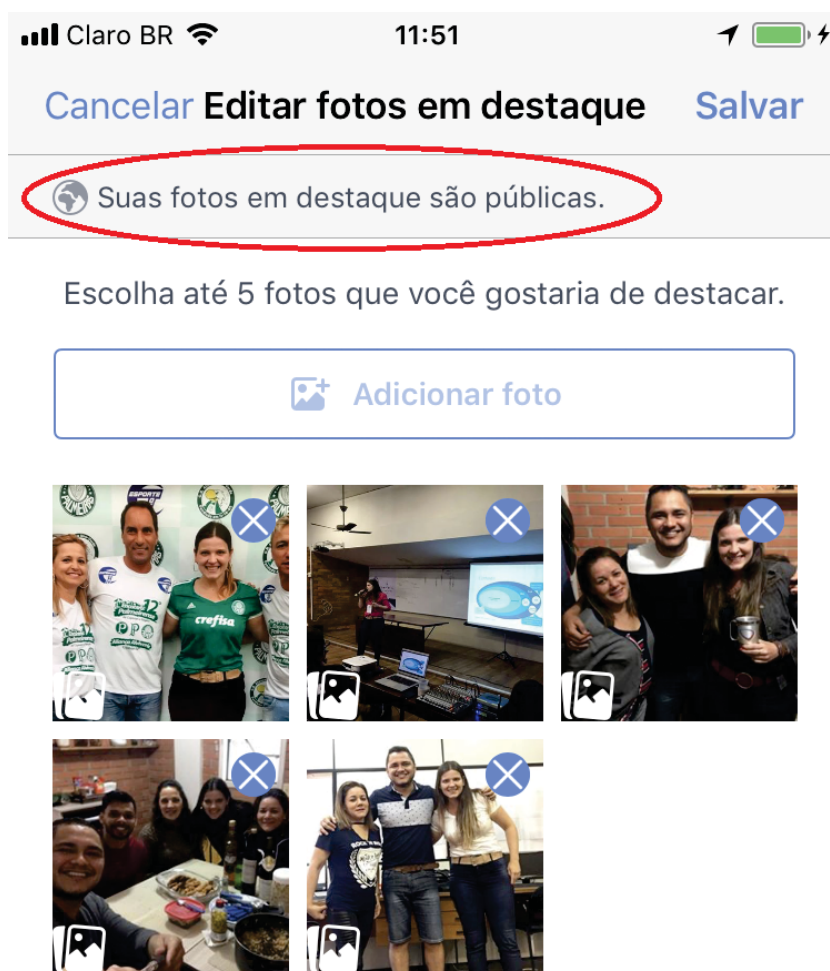 Claro BR 11:51
Cancelar Editar fotos em destaque Salvar
Suas fotos em destaque são públicas.
Escolha até 5 fotos que você gostaria de destacar.
Adicionar foto
ESPORTE
crefisa